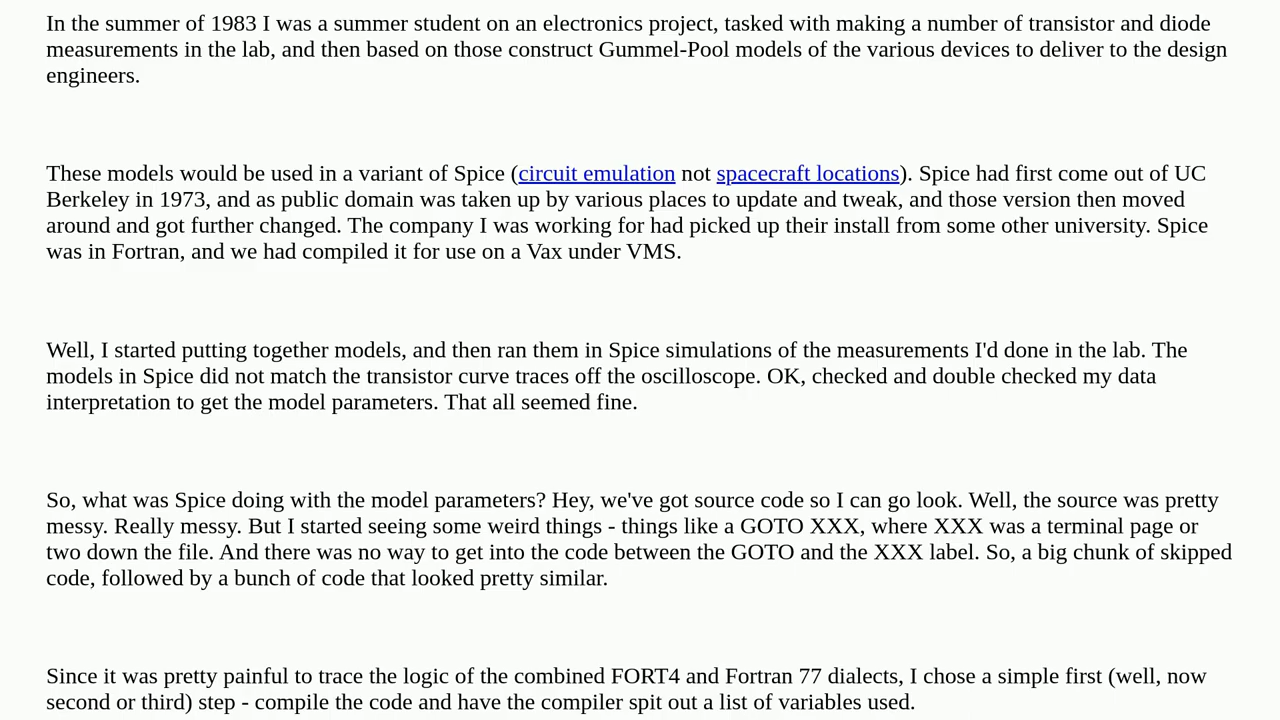 In the summer of 1983 I was a summer student on an electronics project, tasked with making a number of transistor and diode
measurements in the lab, and then based on those construct Gummel-Pool models of the various devices to deliver to the design
engineers.
These models would be used in a variant of Spice (circuit emulation not spacecraft locations). Spice had first come out of UC
Berkeley in 1973, and as public domain was taken up by various places to update and tweak, and those version then moved
around and got further changed. The company I was working for had picked up their install from some other university. Spice
was in Fortran, and we had compiled it for use on a Vax under VMS.
Well, I started putting together models, and then ran them in Spice simulations of the measurements I'd done in the lab. The
models in Spice did not match the transistor curve traces off the oscilloscope. OK, checked and double checked my data
interpretation to get the model parameters. That all seemed fine.
So, what was Spice doing with the model parameters? Hey, we've got source code so I can go look. Well, the source was pretty
messy. Really messy. But I started seeing some weird things - things like a GOTO XXX, where XXX was a terminal page or
two down the file. And there was no way to get into the code between the GOTO and the XXX label. So, a big chunk of skipped
code, followed by a bunch of code that looked pretty similar.
Since it was pretty painful to trace the logic of the combined FORT4 and Fortran 77 dialects, I chose a simple first (well, now
second or third) step - compile the code and have the compiler spit out a list of variables used.